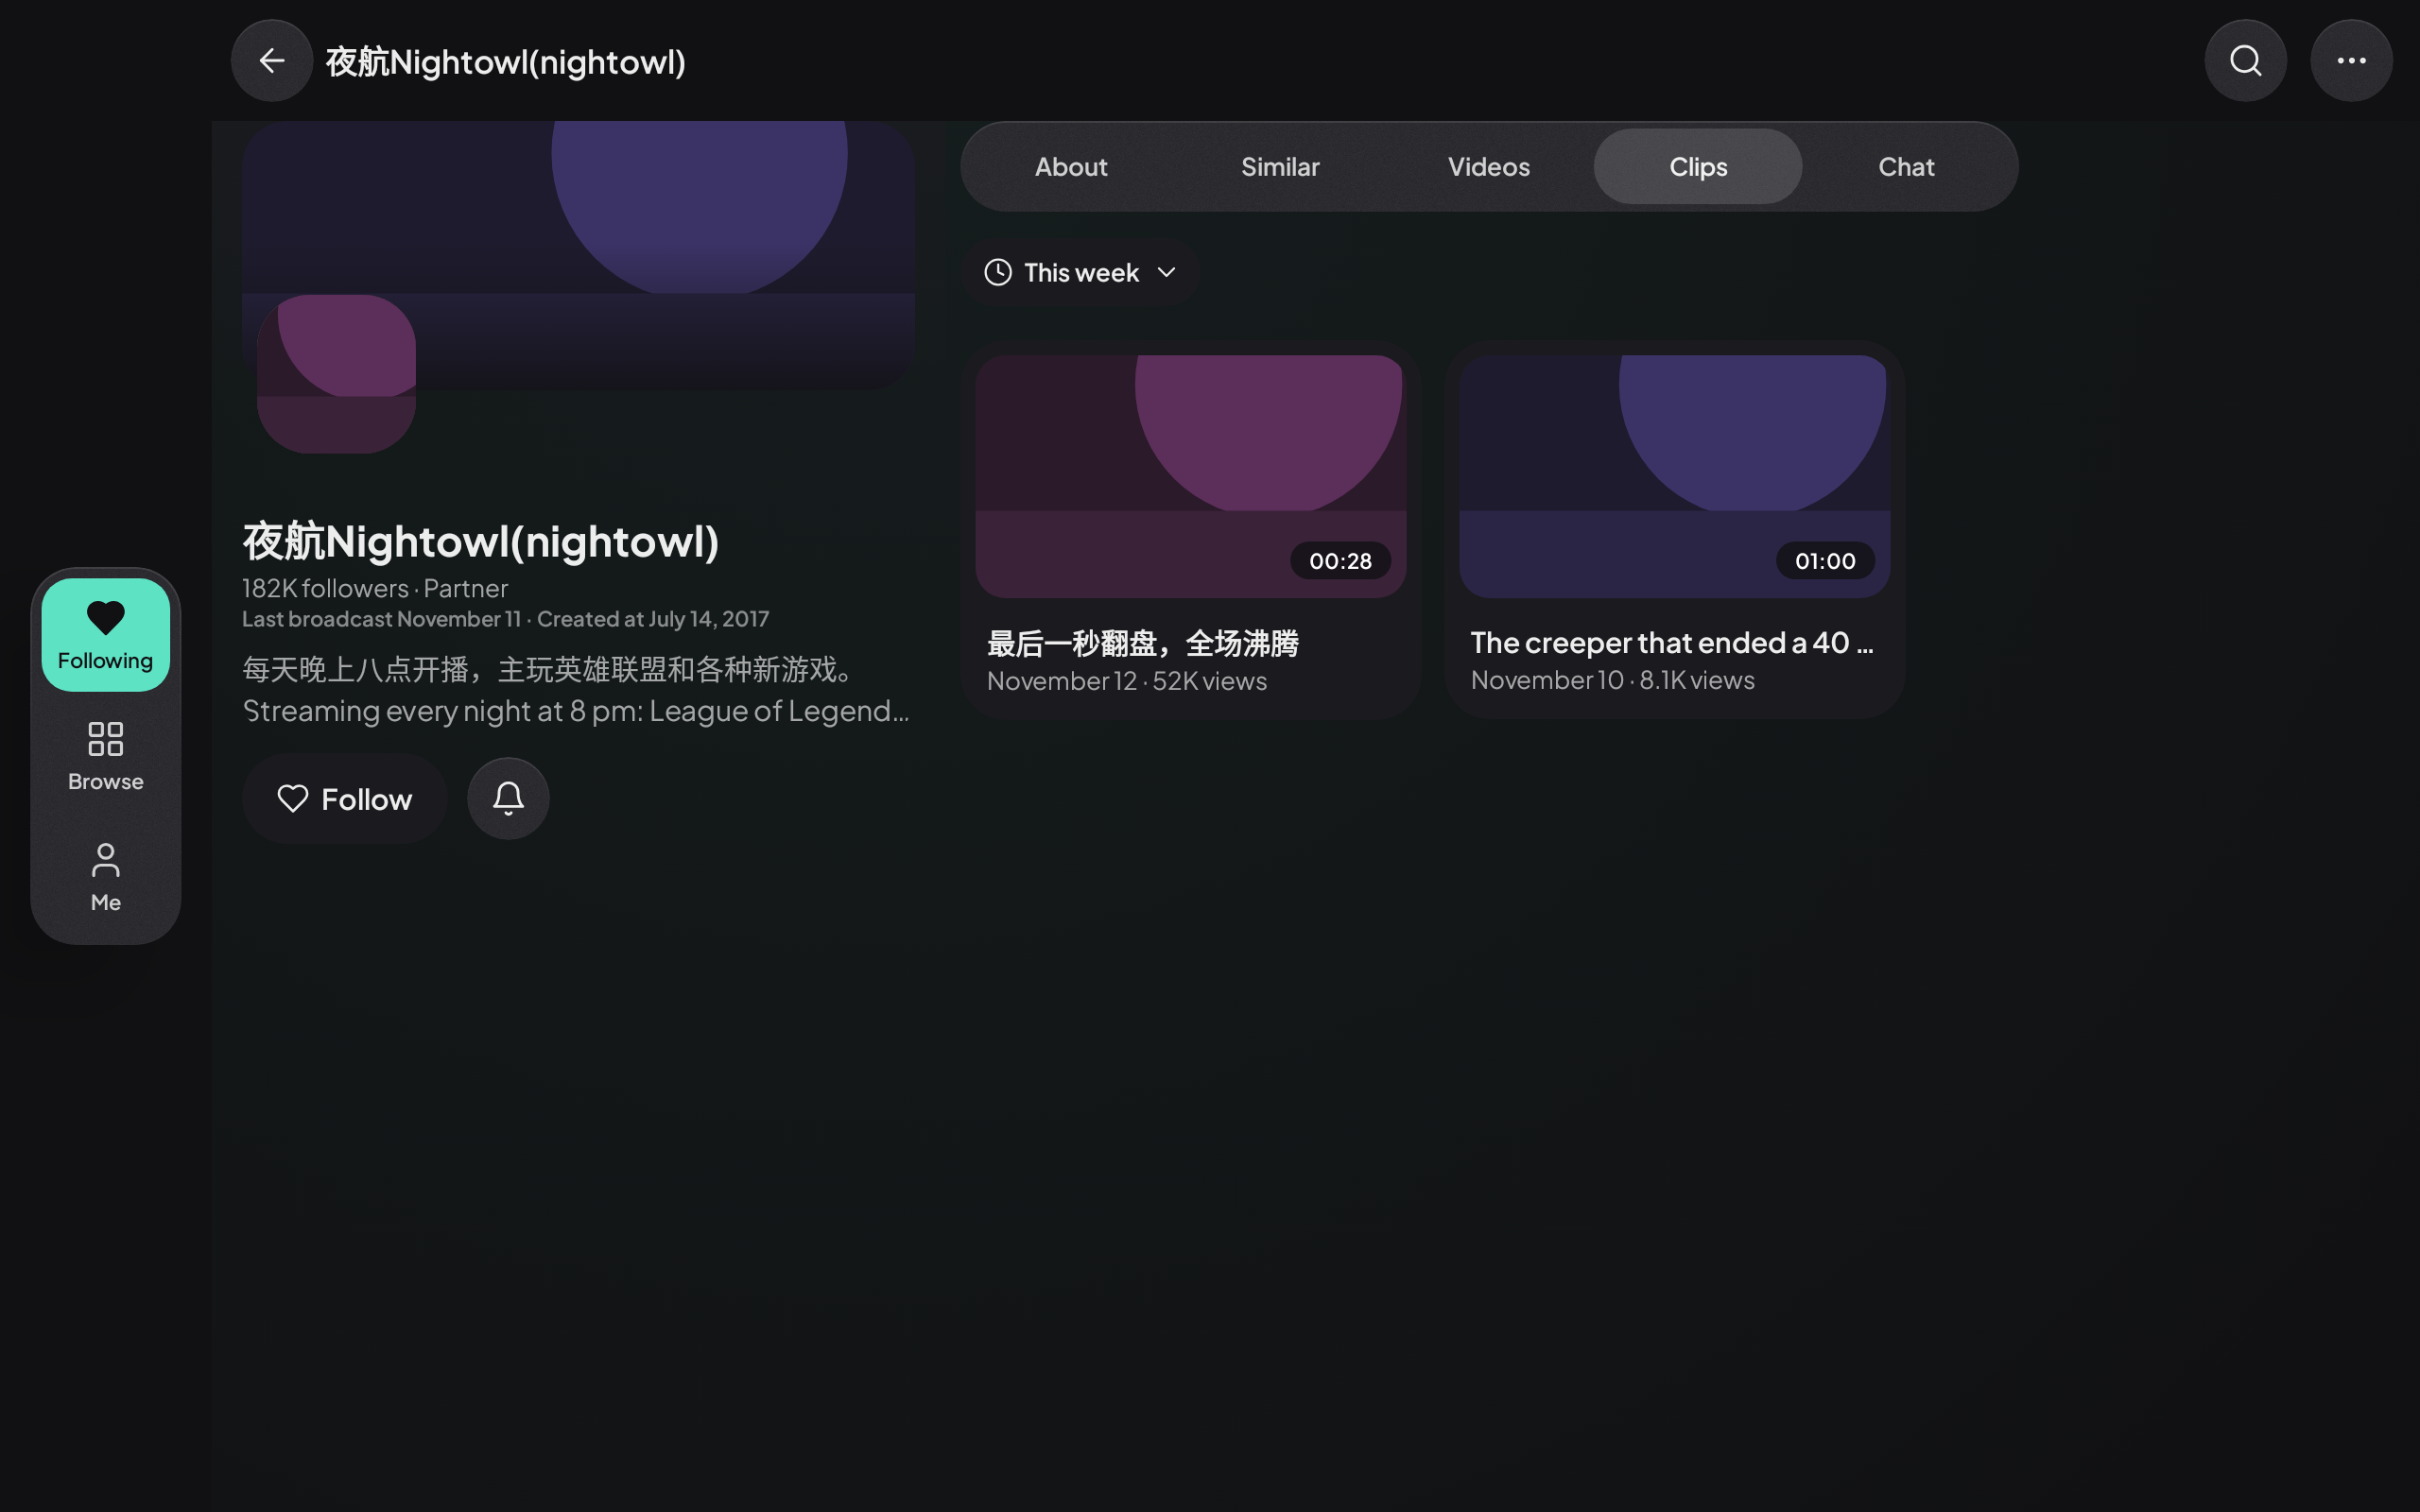 夜航Nightowl(nightowl)
About
Similar
Videos
Clips
Chat
This week
00:28
最后一秒翻盘，全场沸腾
November 12 · 52K views
01:00
The creeper that ended a 40 ...
November 10 · 8.1K views
夜航Nightowl(nightowl)
182K followers · Partner
Last broadcast November 11 · Created at July 14, 2017
每天晚上八点开播，主玩英雄联盟和各种新游戏。
Streaming every night at 8 pm: League of Legend...
Follow
Following
Browse
Me